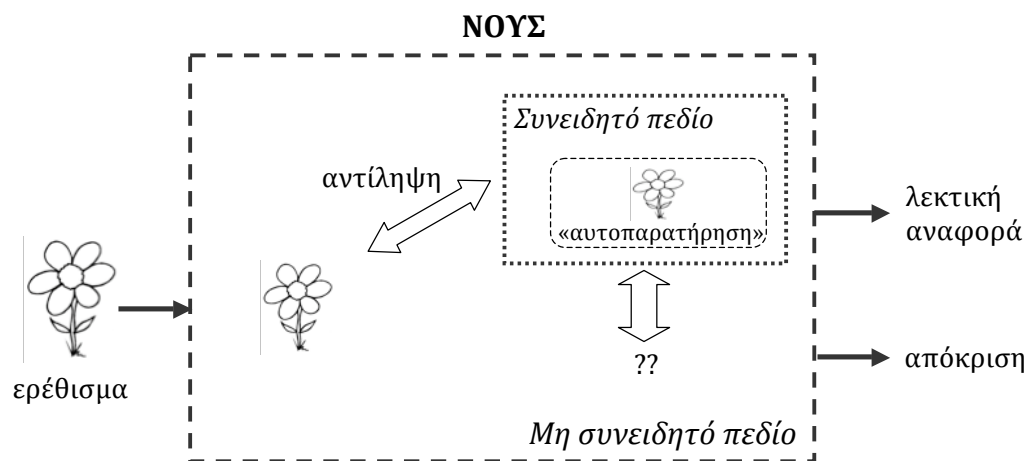 ΝΟΥΣ
Συνειδητό πεδίο
αντίληψη
«αυτοπαρατήρηση»
λεκτική
αναφορά
ερέθισμα
??
απόκριση
Μη συνειδητό πεδίο